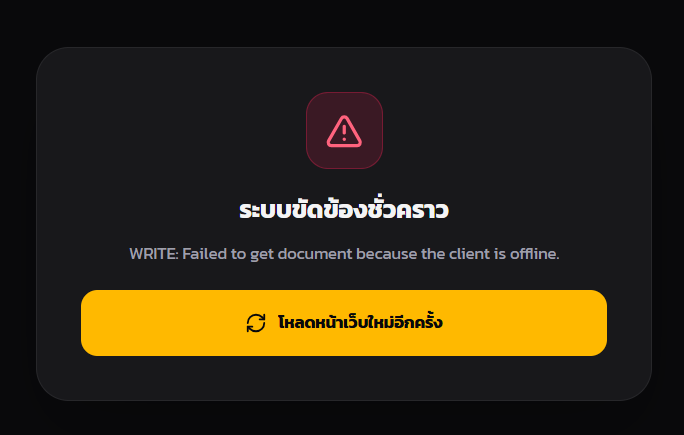 ระบบขัดข้องชั่วคราว
WRITE: Failed to get document because the client is offline.
โหลดหน้าเว็บใหม่อีกครั้ง